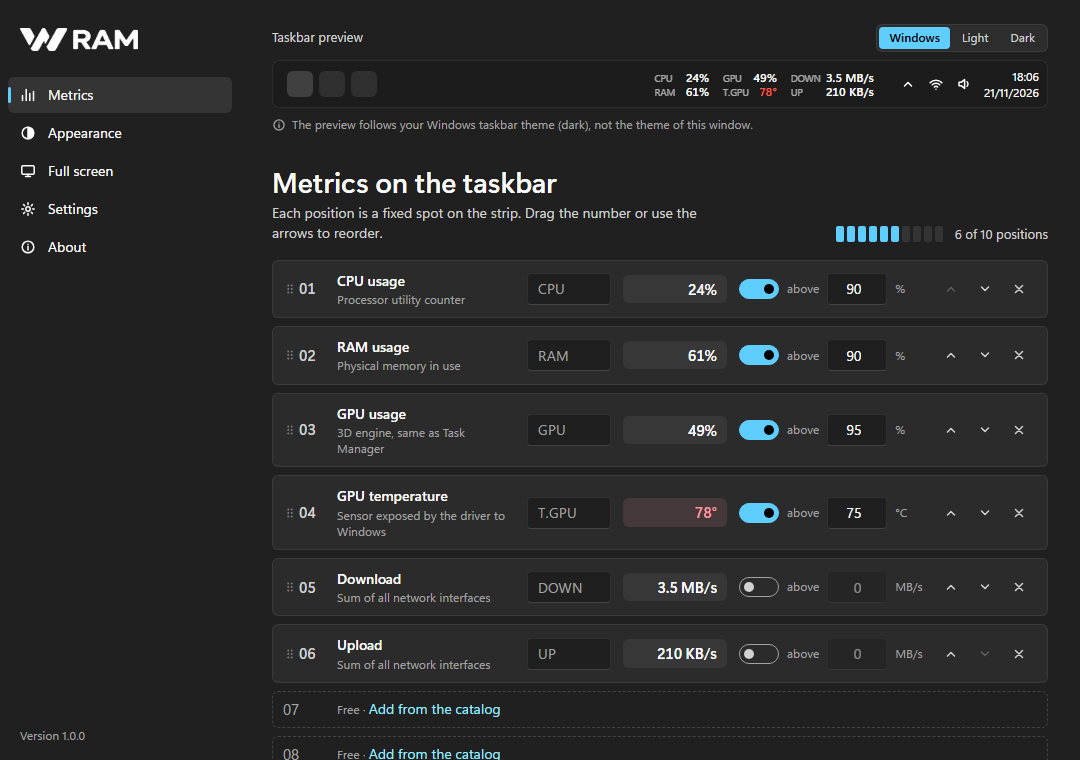 W RAM
Metrics
Appearance
Full screen
Settings
About
Version 1.0.0
Taskbar preview
Windows Light Dark
CPU 24% GPU 49% DOWN 3.5 MB/s
RAM 61% T.GPU 78° UP 210 KB/s
18:06
21/11/2026
The preview follows your Windows taskbar theme (dark), not the theme of this window.
Metrics on the taskbar
Each position is a fixed spot on the strip. Drag the number or use the
arrows to reorder.
6 of 10 positions
01 CPU usage CPU 24% above 90 %
Processor utility counter
02 RAM usage RAM 61% above 90 %
Physical memory in use
03 GPU usage GPU 49% above 95 %
3D engine, same as Task
Manager
04 GPU temperature T.GPU 78° above 75 °C
Sensor exposed by the driver to
Windows
05 Download DOWN 3.5 MB/s above 0 MB/s
Sum of all network interfaces
06 Upload UP 210 KB/s above 0 MB/s
Sum of all network interfaces
07 Free · Add from the catalog
08 Free · Add from the catalog